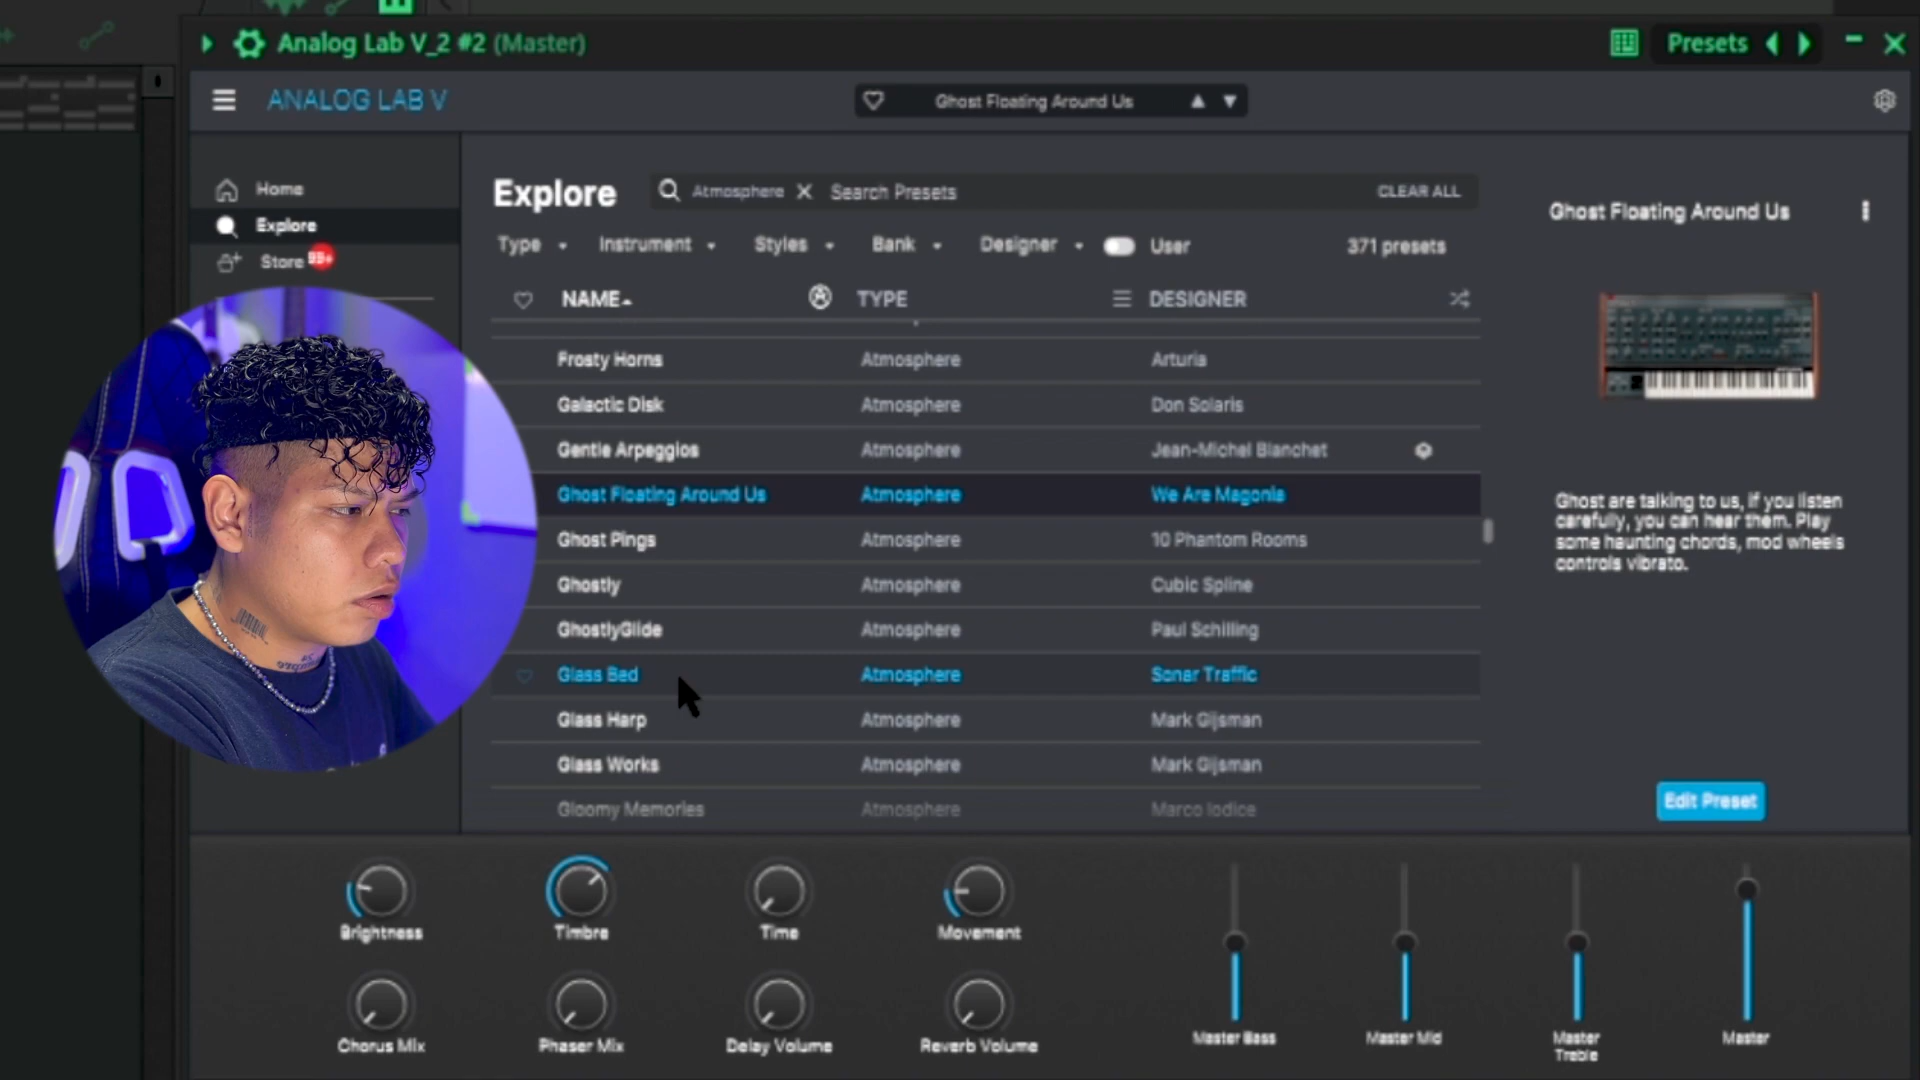 Analog Lab V_2 #2 (Master)
Presets
ANALOG LAB V
Ghost Floating Around Us
Home
Explore
Store 99+
Explore
Atmosphere X Search Presets
CLEAR ALL
Type
Instrument
Styles
Bank
Designer
User
371 presets
NAME
TYPE
DESIGNER
Frosty Horns Atmosphere Arturia
Galactic Disk Atmosphere Don Solaris
Gentle Arpeggios Atmosphere Jean-Michel Blanchet
Ghost Floating Around Us Atmosphere We Are Magonia
Ghost Pings Atmosphere 10 Phantom Rooms
Ghostly Atmosphere Cubic Spline
GhostlyGlide Atmosphere Paul Schilling
Glass Bed Atmosphere Sonar Traffic
Glass Harp Atmosphere Mark Gijsman
Glass Works Atmosphere Mark Gijsman
Gloomy Memories Atmosphere Marco Iodice
Ghost Floating Around Us
Ghost are talking to us, if you listen
carefully, you can hear them. Play
some haunting chords, mod wheels
controls vibrato.
Edit Preset
Brightness
Timbre
Time
Movement
Chorus Mix
Phaser Mix
Delay Volume
Reverb Volume
Master Bass
Master Mid
Master
Treble
Master